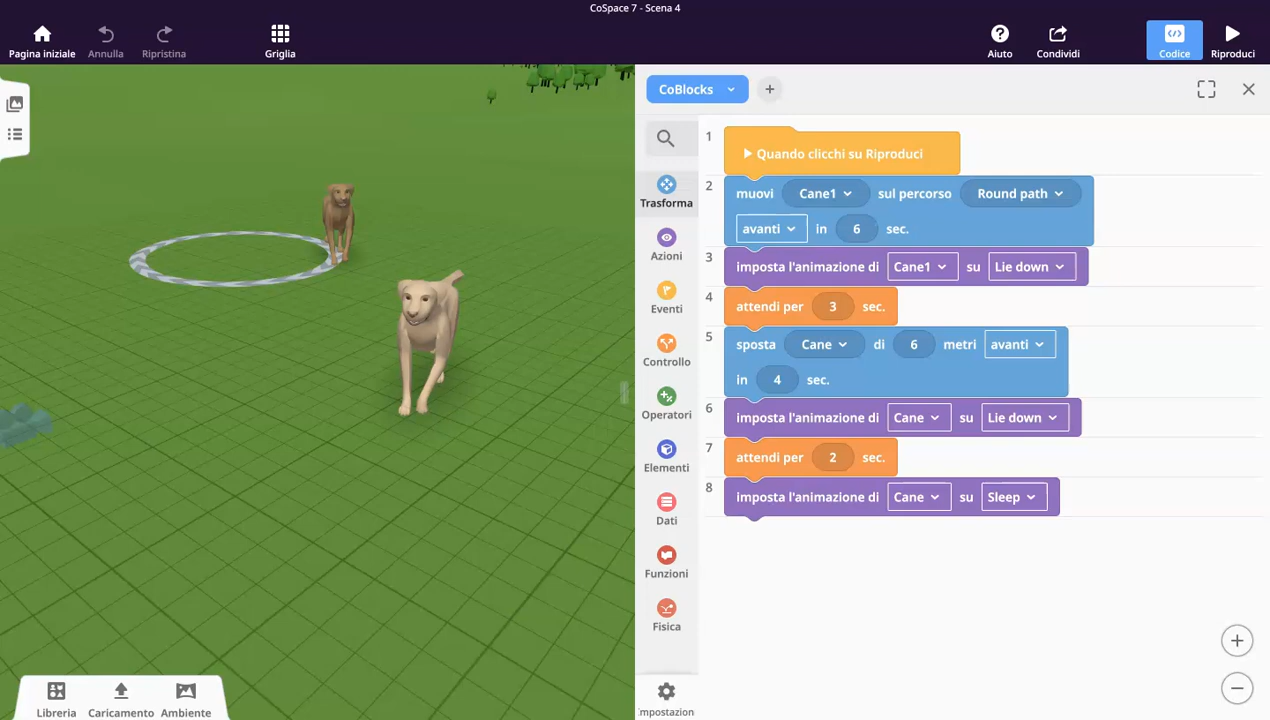 CoSpace 7 - Scena 4
Pagina iniziale
Annulla
Ripristina
Griglia
Aiuto
Condividi
Codice
Riproduci
CoBlocks
Trasforma
Azioni
Eventi
Controllo
Operatori
Elementi
Dati
Funzioni
Fisica
Impostazion
1
Quando clicchi su Riproduci
2
muovi Cane1 sul percorso Round path
avanti in 6 sec.
3
imposta l'animazione di Cane1 su Lie down
4
attendi per 3 sec.
5
sposta Cane di 6 metri avanti
in 4 sec.
6
imposta l'animazione di Cane su Lie down
7
attendi per 2 sec.
8
imposta l'animazione di Cane su Sleep
Libreria
Caricamento
Ambiente